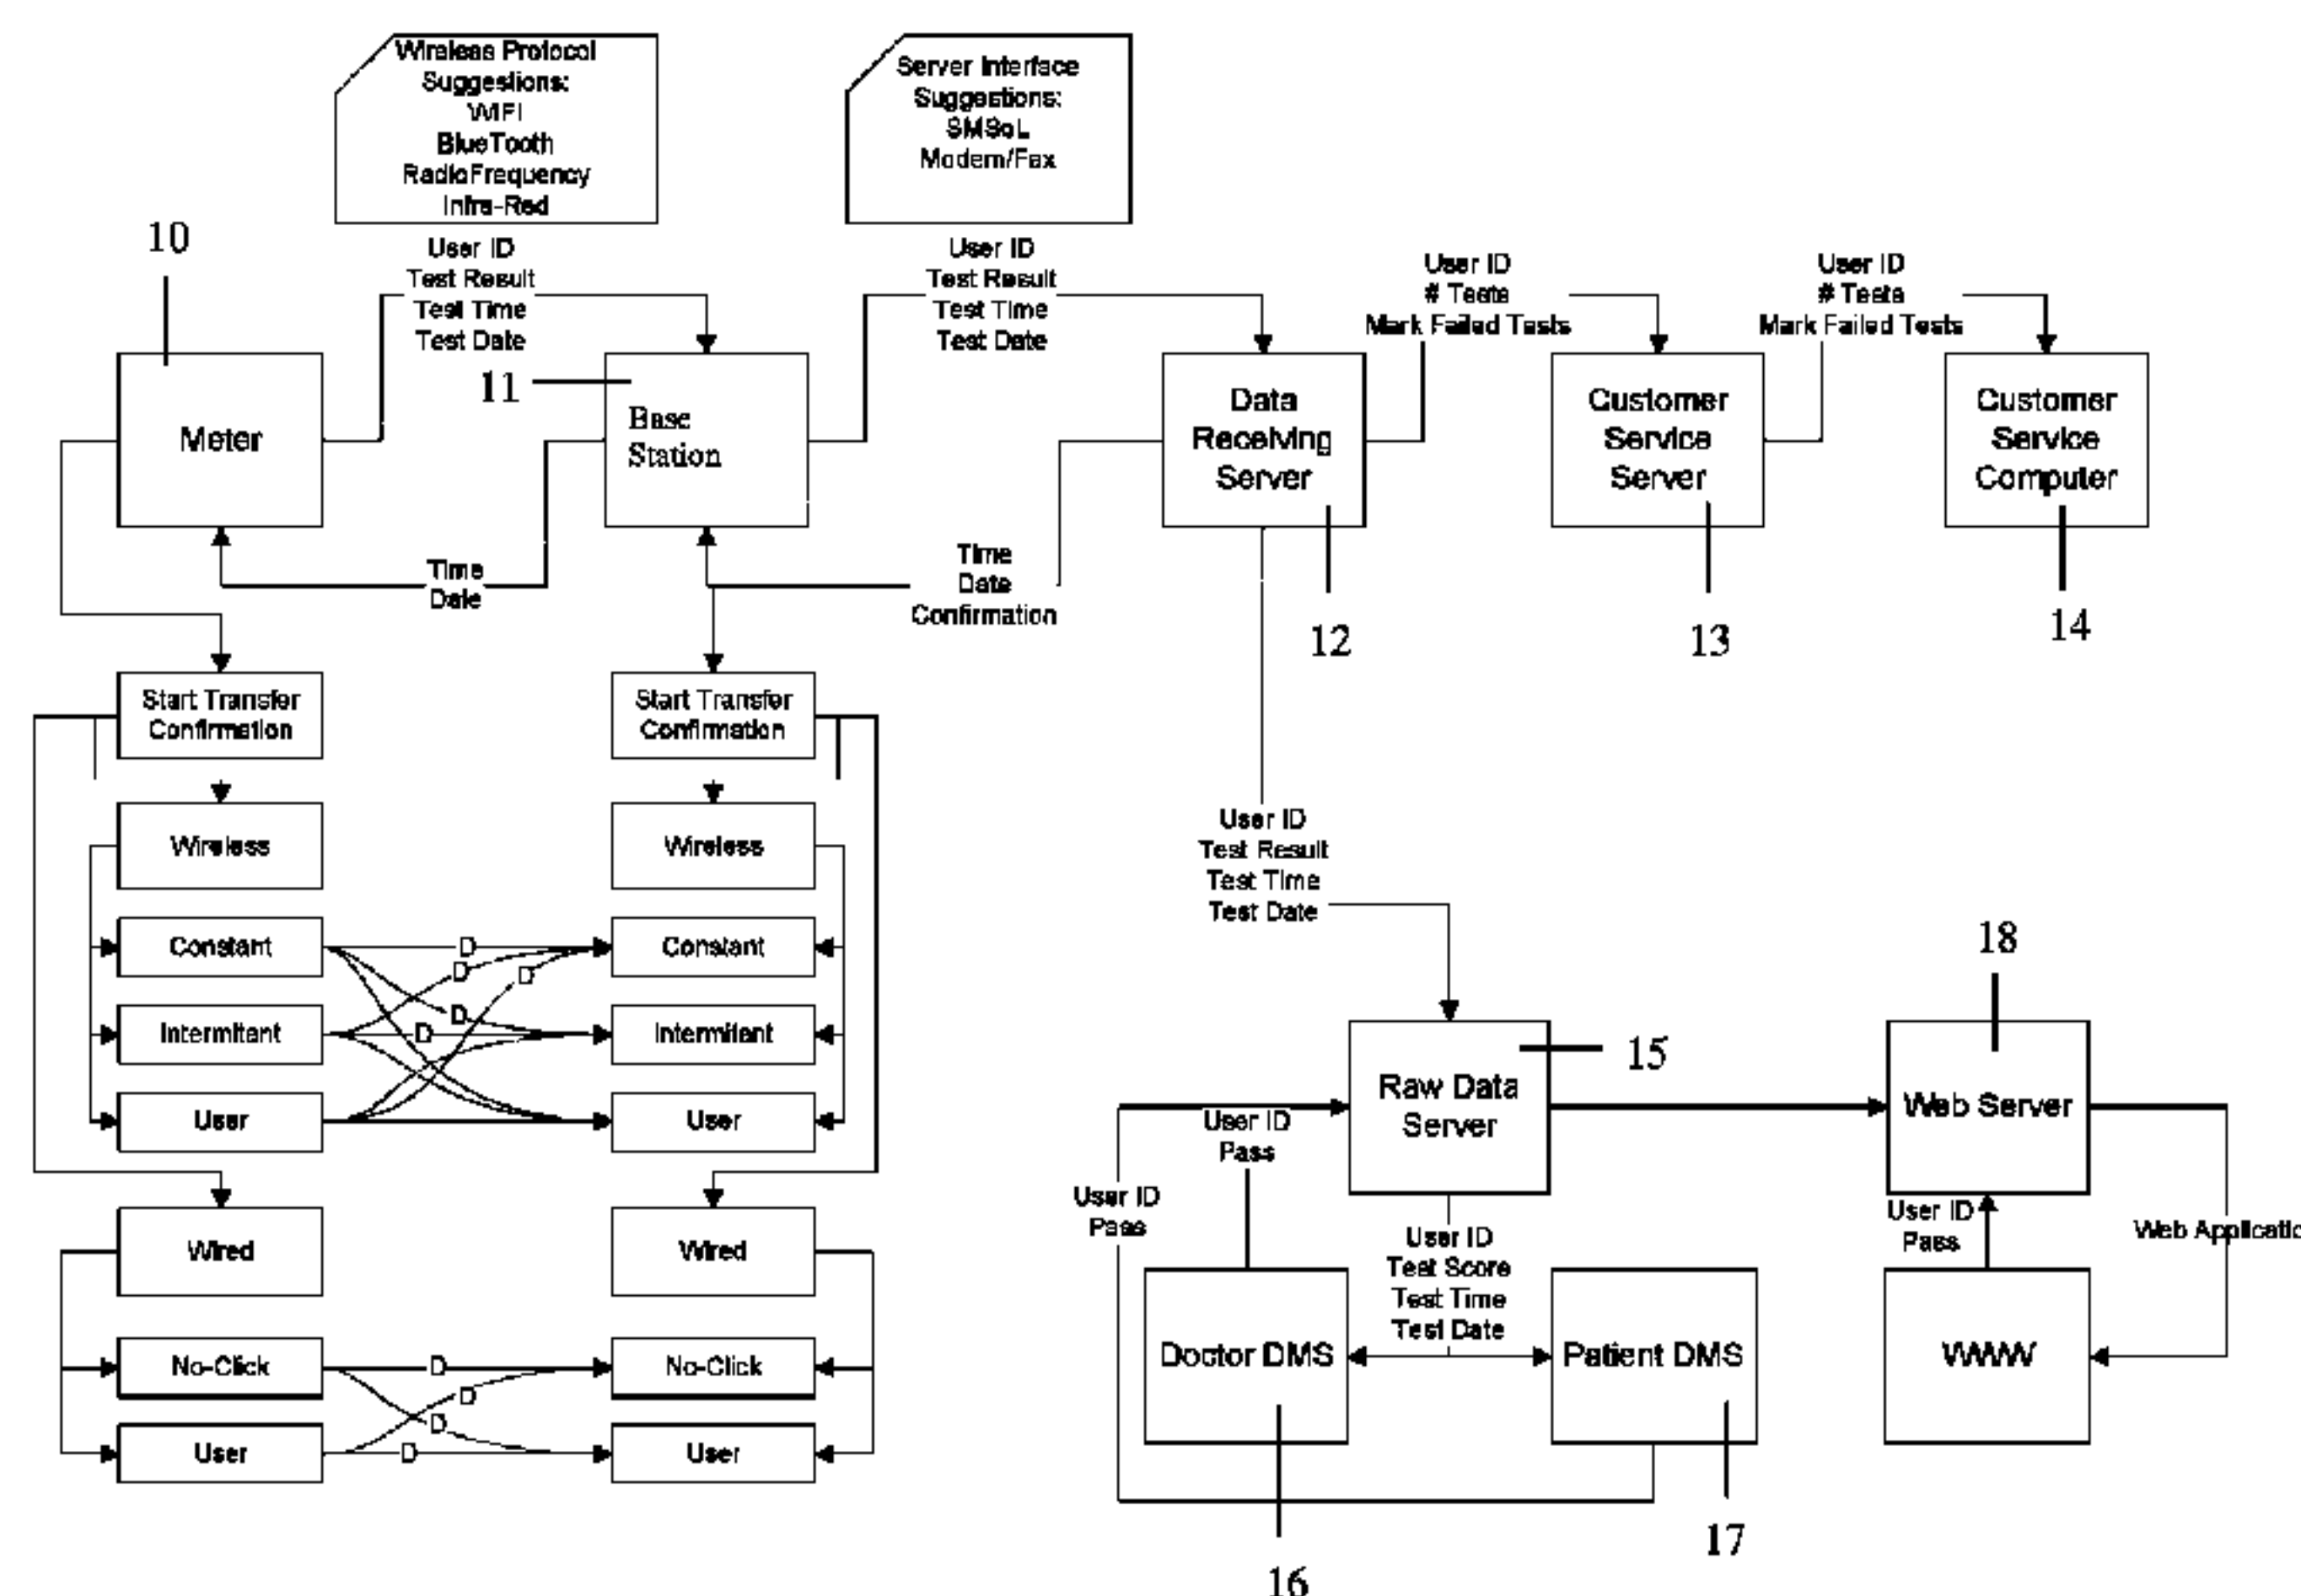 Wireless Protocol
Suggestions:
WIFI
BlueTooth
RadioFrequency
Infra-Red
Server Interface
Suggestions:
SMSoL
Modem/Fax
10
User ID
Test Result
Test Time
Test Date
User ID
Test Result
Test Time
Test Date
User ID
# Tests
Mark Failed Tests
User ID
# Tests
Mark Failed Tests
Meter
11
Base
Station
Data
Receiving
Server
Customer
Service
Server
Customer
Service
Computer
Time
Date
Time
Date
Confirmation
12
13
14
Start Transfer
Confirmation
Start Transfer
Confirmation
Wireless
Wireless
User ID
Test Result
Test Time
Test Date
Constant
D
Constant
D
D
D
Intermitant
D
Intermitant
User
User
18
15
Raw Data
Server
Web Server
User ID
Pass
User ID
Pass
User ID
Pass
Web Applicatio
User ID
Test Score
Test Time
Test Date
Wired
Wired
No-Click
D
No-Click
D
D
User
D
User
Doctor DMS
Patient DMS
WWW
16
17